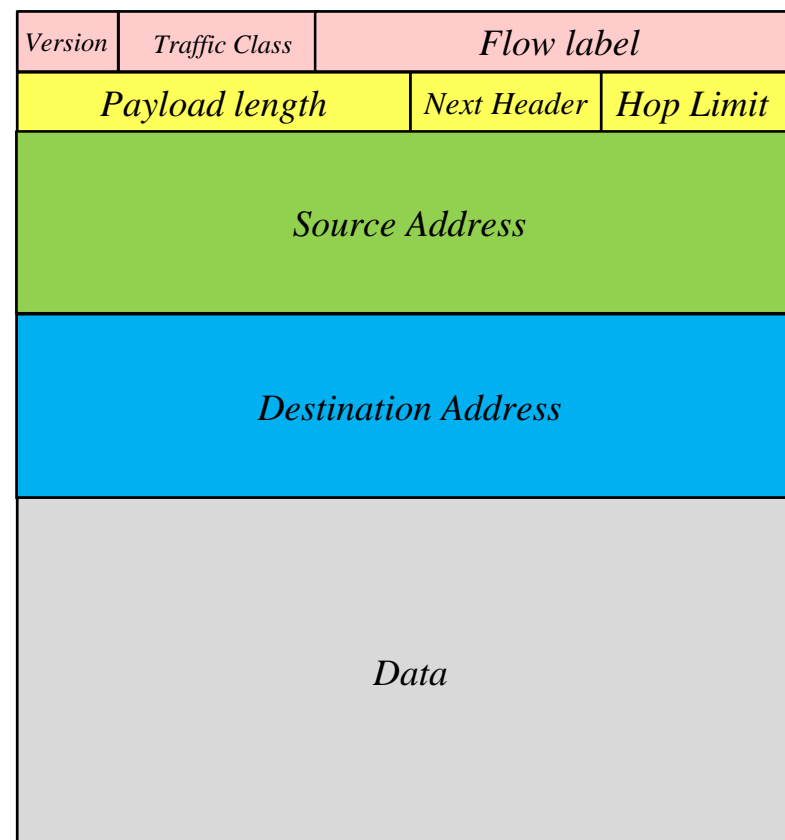 Version Traffic Class Flow label
Payload length Next Header Hop Limit
Source Address
Destination Address
Data